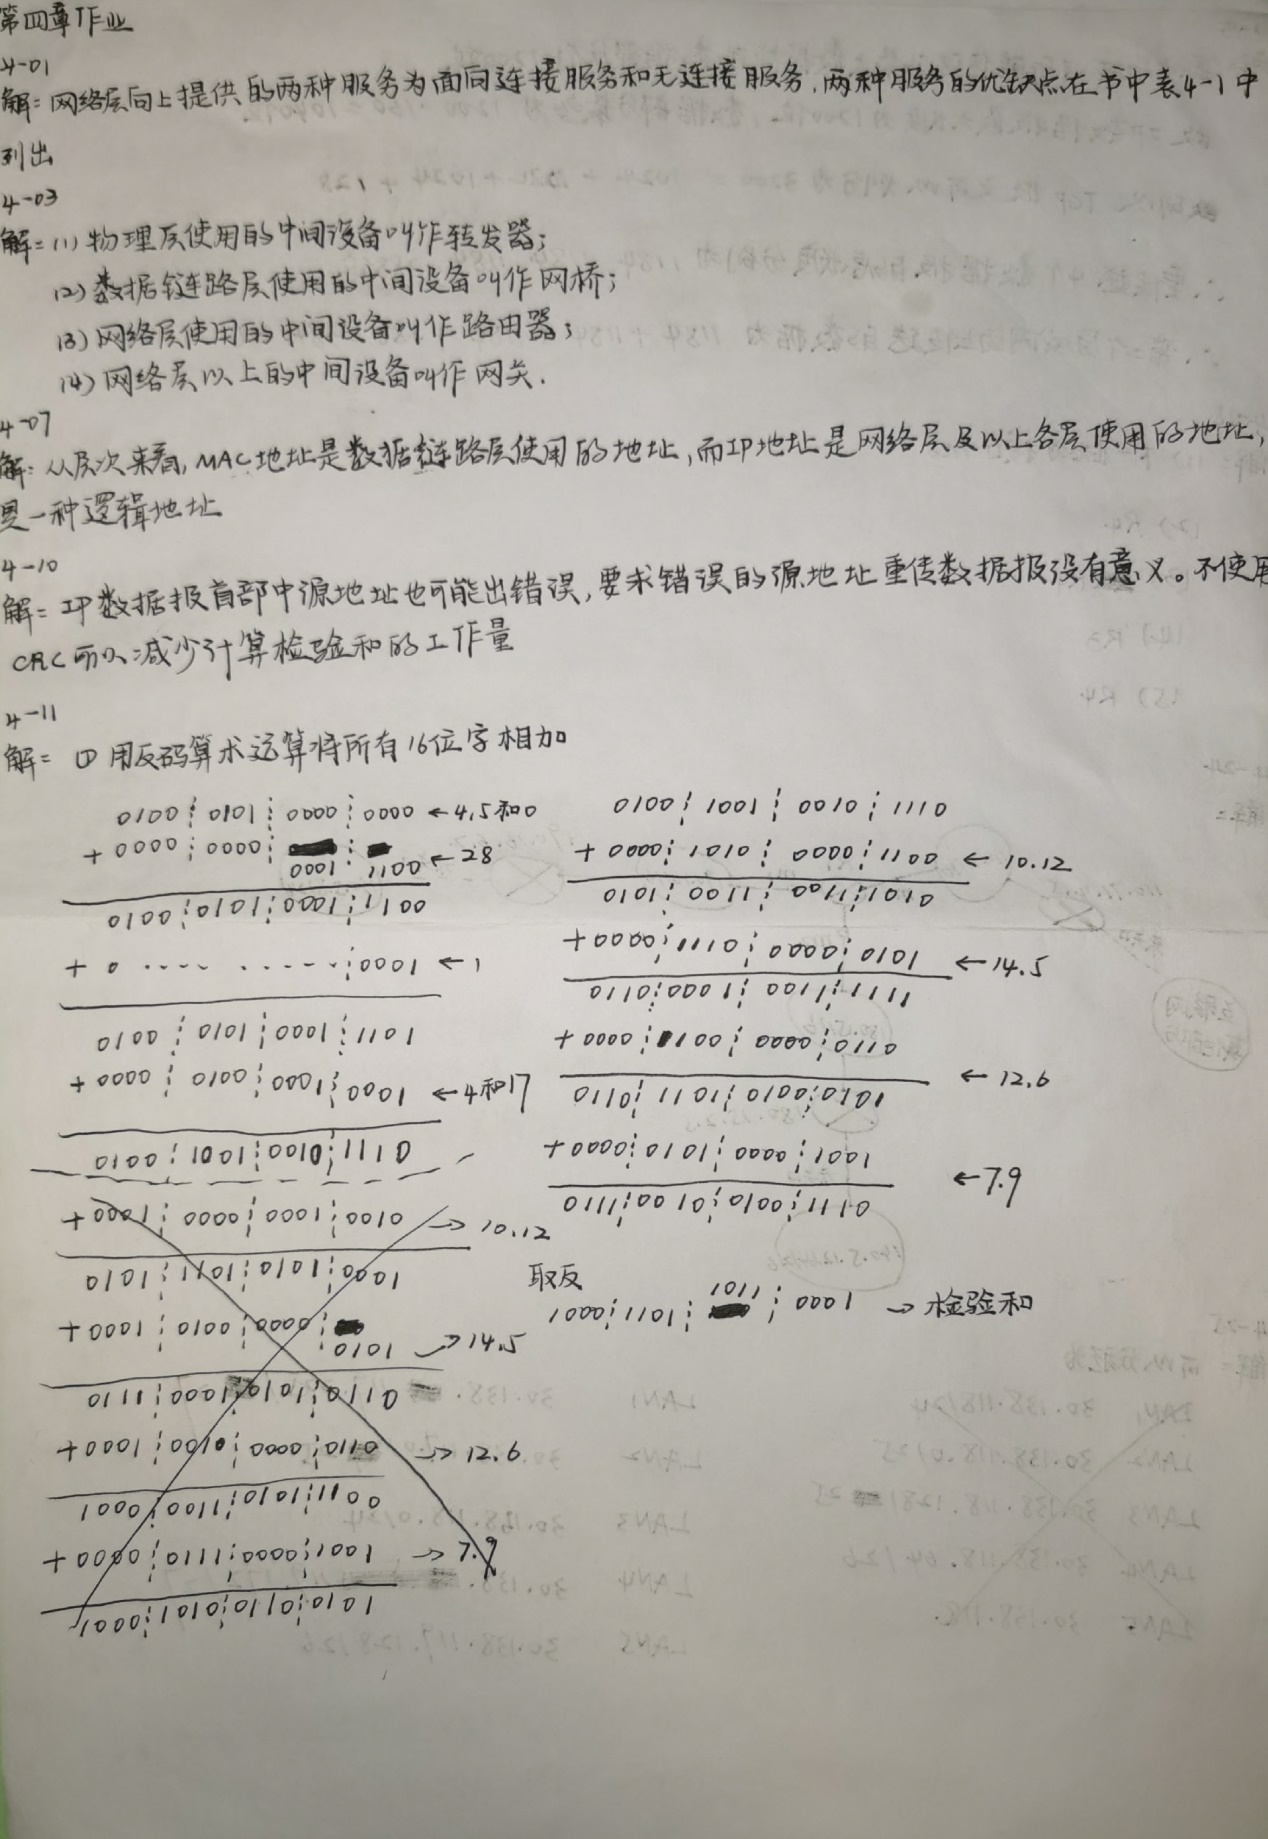 第四章作业
4-01
解: 网络层向上提供的两种服务为面向连接服务和无连接服务,两种服务的优缺点在书中表4-1中
列出
4-03
解: (1) 物理层使用的中间设备叫作转发器;
(2) 数据链路层使用的中间设备叫作网桥;
(3) 网络层使用的中间设备叫作路由器;
(4) 网络层以上的中间设备叫作网关.
4-07
解: 从层次来看, MAC地址是数据链路层使用的地址,而IP地址是网络层及以上各层使用的地址,
是一种逻辑地址
4-10
解: IP数据报首部中源地址也可能出错误,要求错误的源地址重传数据报没有意义。不使用
CRC可以减少计算检验和的工作量
4-11
解: ① 用反码算术运算将所有16位字相加
0100 0101 0000 0000 ← 4,5和0
+ 0000 0000 0001 1100 ← 28
0100 0101 0001 1100
+ 0 ---- ----- 0001 ← 1
0100 0101 0001 1101
+ 0000 0100 0001 0001 ← 4和17
0100 1001 0010 1110
+ 0001 0000 0001 0010 → 10.12
0101 1101 0101 0001
+ 0001 0100 0000 0101 → 14.5
0111 0001 0101 0110
+ 0001 0010 0000 0110 → 12.6
1000 0011 0101 1100
+ 0000 0111 0000 1001 → 7.9
1000 1010 0110 0101
0100 1001 0010 1110
+ 0000 1010 0000 1100 ← 10.12
0101 0011 0011 1010
+ 0000 1110 0000 0101 ← 14.5
0110 0001 0011 1111
+ 0000 1100 0000 0110 ← 12.6
0110 1101 0100 0101
+ 0000 0101 0000 1001 ← 7.9
0111 0010 0100 1110
取反
1000 1101 1011 0001 → 检验和